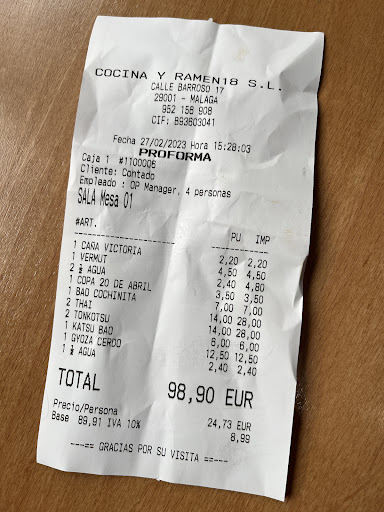 COCINA Y RAMEN18 S.L.
CALLE BARROSO 17
29001 - MALAGA
952 158 908
CIF: B93603041
Fecha 27/02/2023 Hora 15:28:03
PROFORMA
Caja 1 #1100006
Cliente: Contado
Empleado : OP Manager, 4 personas
SALA Mesa 01
#ART. PU IMP
1 CAÑA VICTORIA 2,20 2,20
1 VERMUT 4,50 4,50
2 ½ AGUA 2,40 4,80
1 COPA 20 DE ABRIL 3,50 3,50
1 BAO COCHINITA 7,00 7,00
2 THAI 14,00 28,00
2 TONKOTSU 14,00 28,00
1 KATSU BAO 6,00 6,00
1 GYOZA CERDO 12,50 12,50
1 ½ AGUA 2,40 2,40
TOTAL 98,90 EUR
Precio/Persona 24,73 EUR
Base 89,91 IVA 10% 8,99
---== GRACIAS POR SU VISITA ==---